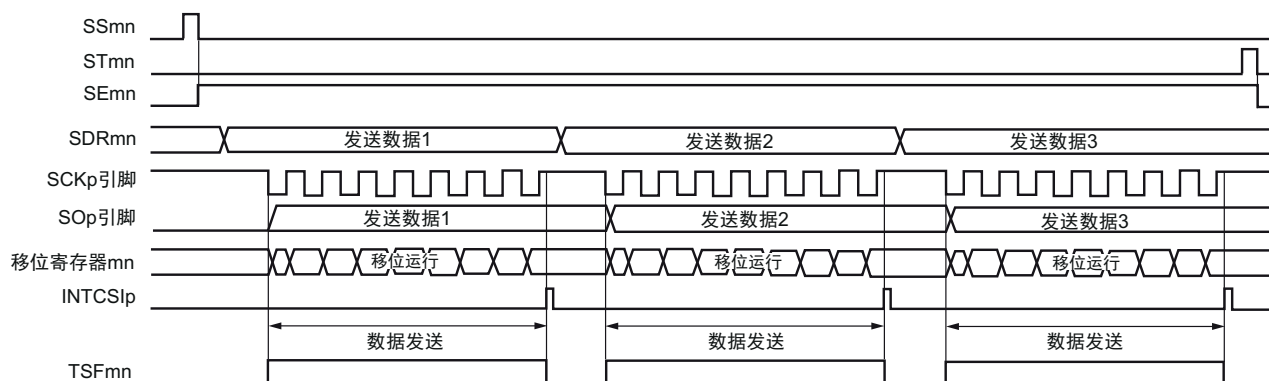 SSmn
STmn
SEmn
SDRmn 发送数据1 发送数据2 发送数据3
SCKp引脚
SOp引脚 发送数据1 发送数据2 发送数据3
移位寄存器mn 移位运行 移位运行 移位运行
INTCSIp
数据发送 数据发送 数据发送
TSFmn